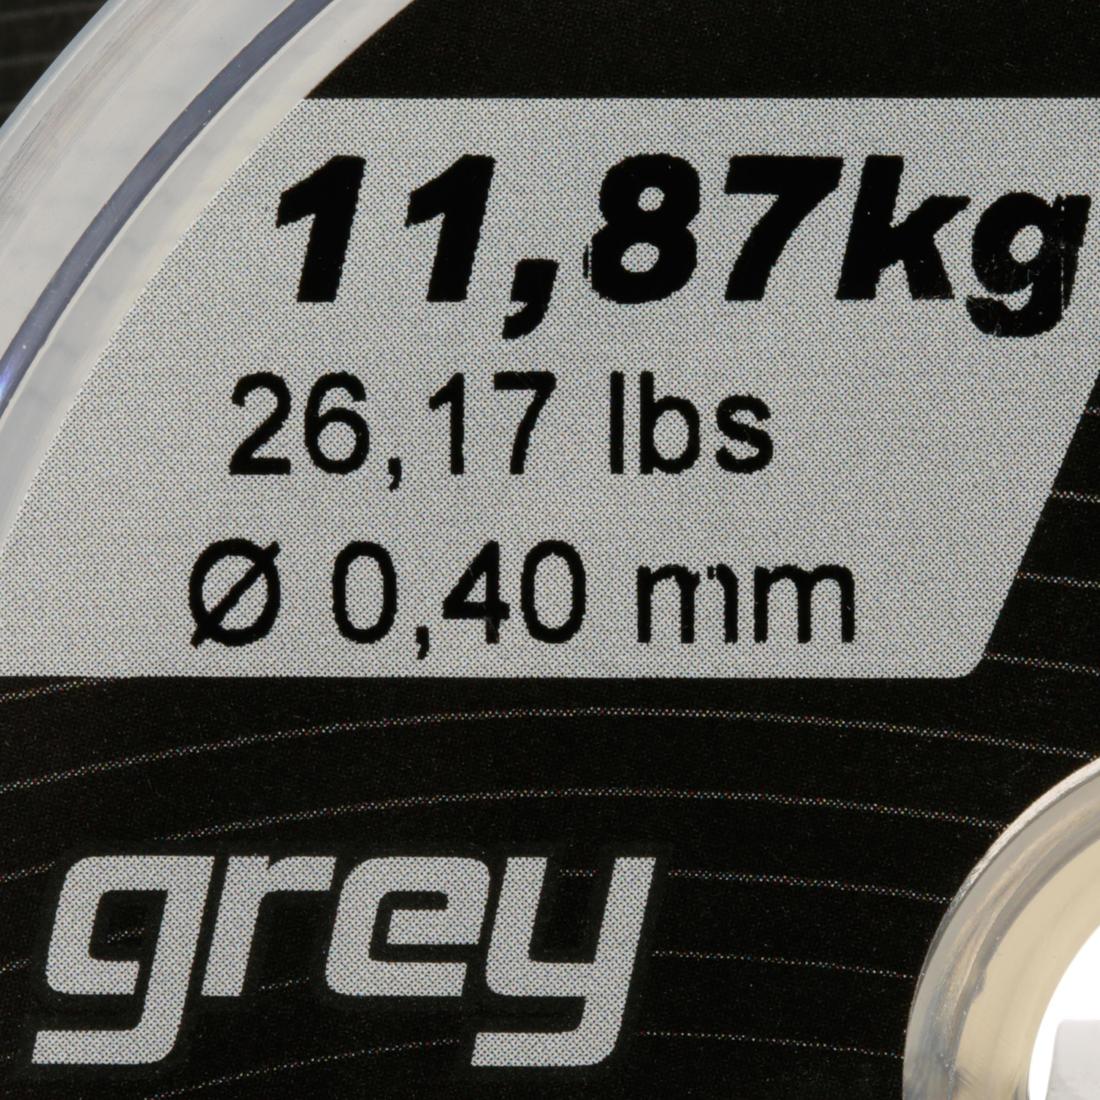 11,87kg
26,17 lbs
Ø 0,40 mm
grey